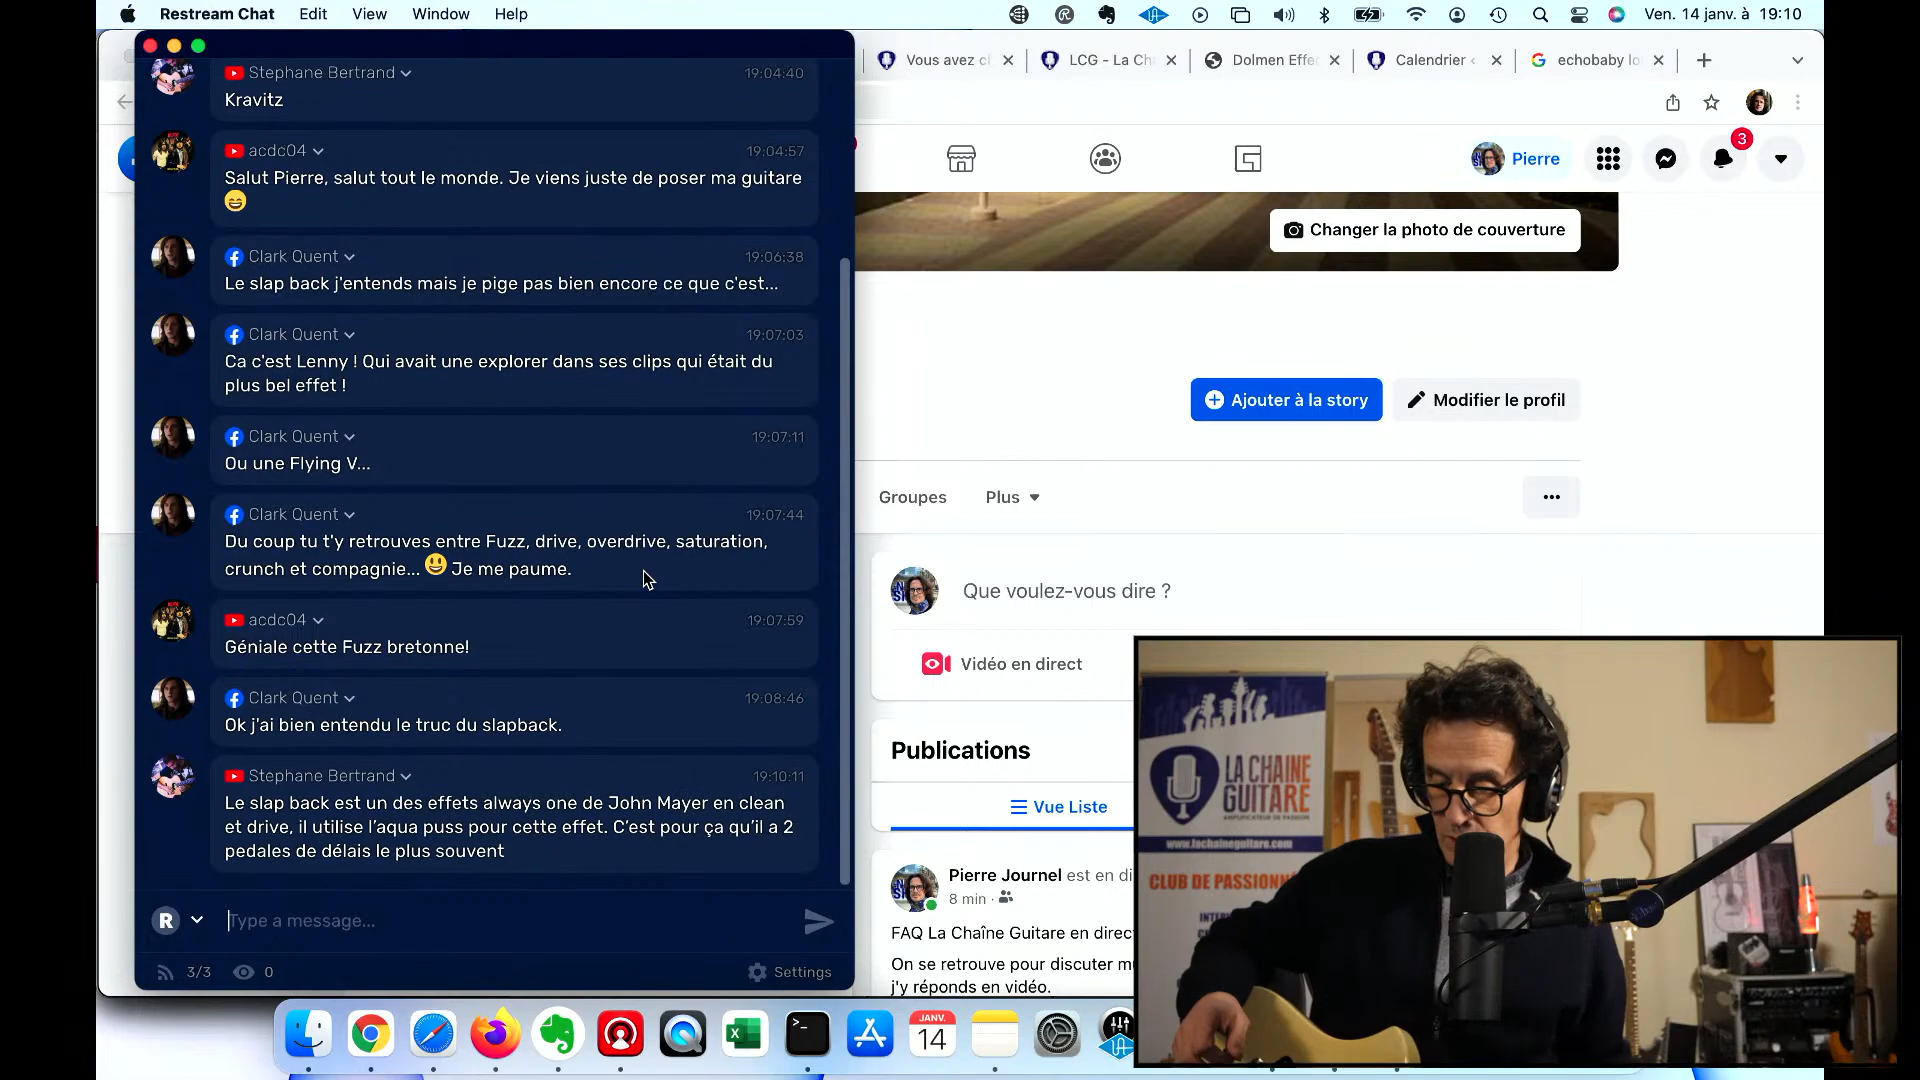 Restream Chat Edit View Window Help
Ven. 14 janv. à 19:10
Vous avez cl
LCG - La Ch
Dolmen Effe
Calendrier
echobaby lo
Stephane Bertrand 19:04:40
Kravitz
acdc04 19:04:57
Salut Pierre, salut tout le monde. Je viens juste de poser ma guitare
😄
Clark Quent 19:06:38
Le slap back j'entends mais je pige pas bien encore ce que c'est...
Clark Quent 19:07:03
Ca c'est Lenny ! Qui avait une explorer dans ses clips qui était du
plus bel effet !
Clark Quent 19:07:11
Ou une Flying V...
Clark Quent 19:07:44
Du coup tu t'y retrouves entre Fuzz, drive, overdrive, saturation,
crunch et compagnie... 😃 Je me paume.
acdc04 19:07:59
Géniale cette Fuzz bretonne!
Clark Quent 19:08:46
Ok j'ai bien entendu le truc du slapback.
Stephane Bertrand 19:10:11
Le slap back est un des effets always one de John Mayer en clean
et drive, il utilise l’aqua puss pour cette effet. C’est pour ça qu’il a 2
pedales de délais le plus souvent
R
Type a message...
3/3 0 Settings
Pierre
3
Changer la photo de couverture
Ajouter à la story
Modifier le profil
Groupes Plus
Que voulez-vous dire ?
Vidéo en direct
Publications
Vue Liste
Pierre Journel est en di
8 min
FAQ La Chaîne Guitare en direct
On se retrouve pour discuter
j'y réponds en vidéo.
LA CHAINE
GUITARE
AMPLIFICATEUR DE PASSION
www.lachaineguitare.com
CLUB DE PASSIONN
JANV.
14